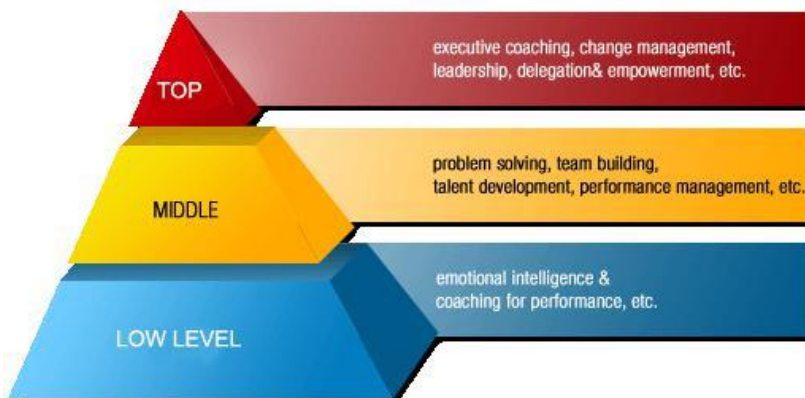 TOP
executive coaching, change management,
leadership, delegation& empowerment, etc.
MIDDLE
problem solving, team building,
talent development, performance management, etc.
LOW LEVEL
emotional intelligence &
coaching for performance, etc.